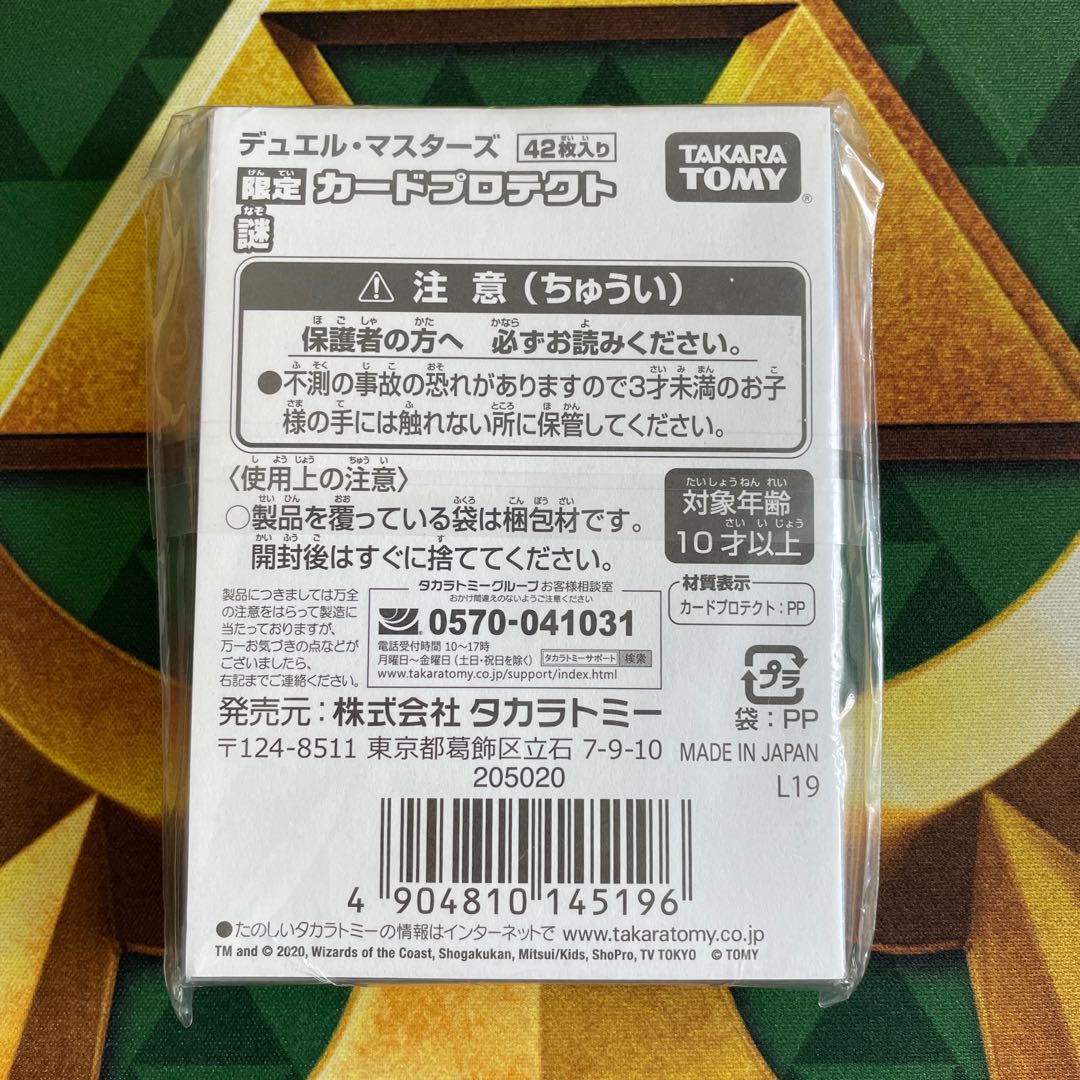 デュエル・マスターズ 42枚入り
限定 カードプロテクト
謎
TAKARA
TOMY®
⚠ 注意（ちゅうい）
保護者の方へ 必ずお読みください。
●不測の事故の恐れがありますので3才未満のお子
様の手には触れない所に保管してください。
〈使用上の注意〉
○製品を覆っている袋は梱包材です。
開封後はすぐに捨ててください。
対象年齢
10才以上
材質表示
カードプロテクト：PP
製品につきましては万全
の注意をはらって製造に
当たっておりますが、
万一お気づきの点などが
ございましたら、
右記までご連絡ください。
タカラトミーグループお客様相談室
おかけ間違えのないようご注意ください
0570-041031
電話受付時間 10〜17時
月曜日〜金曜日（土日・祝日を除く） タカラトミーサポート 検索
www.takaratomy.co.jp/support/index.html
プラ
袋：PP
発売元：株式会社 タカラトミー
〒124-8511 東京都葛飾区立石 7-9-10
MADE IN JAPAN
205020
L19
4 904810 145196
●たのしいタカラトミーの情報はインターネットで www.takaratomy.co.jp
TM and © 2020, Wizards of the Coast, Shogakukan, Mitsui/Kids, ShoPro, TV TOKYO © TOMY